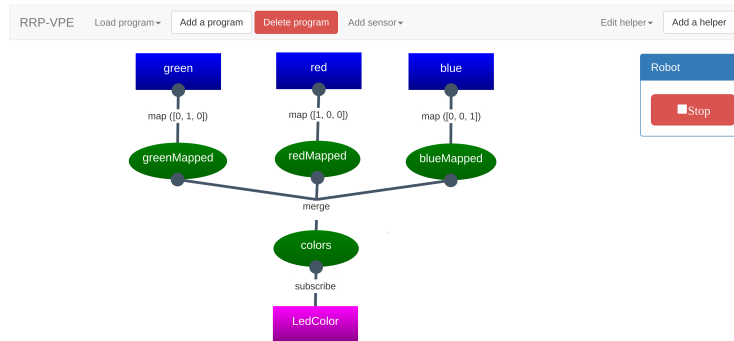 RRP-VPE Load program Add a program Delete program Add sensor Edit helper Add a helper
green red blue Robot
map ([0, 1, 0]) map ([1, 0, 0]) map ([0, 0, 1]) Stop
greenMapped redMapped blueMapped
merge
colors
subscribe
LedColor